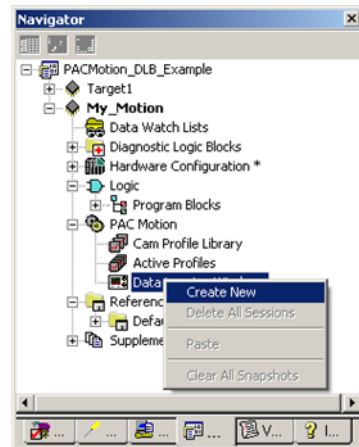 Navigator
PACMotion_DLB_Example
Target1
My_Motion
Data Watch Lists
Diagnostic Logic Blocks
Hardware Configuration *
Logic
Program Blocks
PAC Motion
Cam Profile Library
Active Profiles
Data
Create New
Delete All Sessions
Paste
Clear All Snapshots
Referenc
Defau
Suppleme
... ... ... ... V... I...